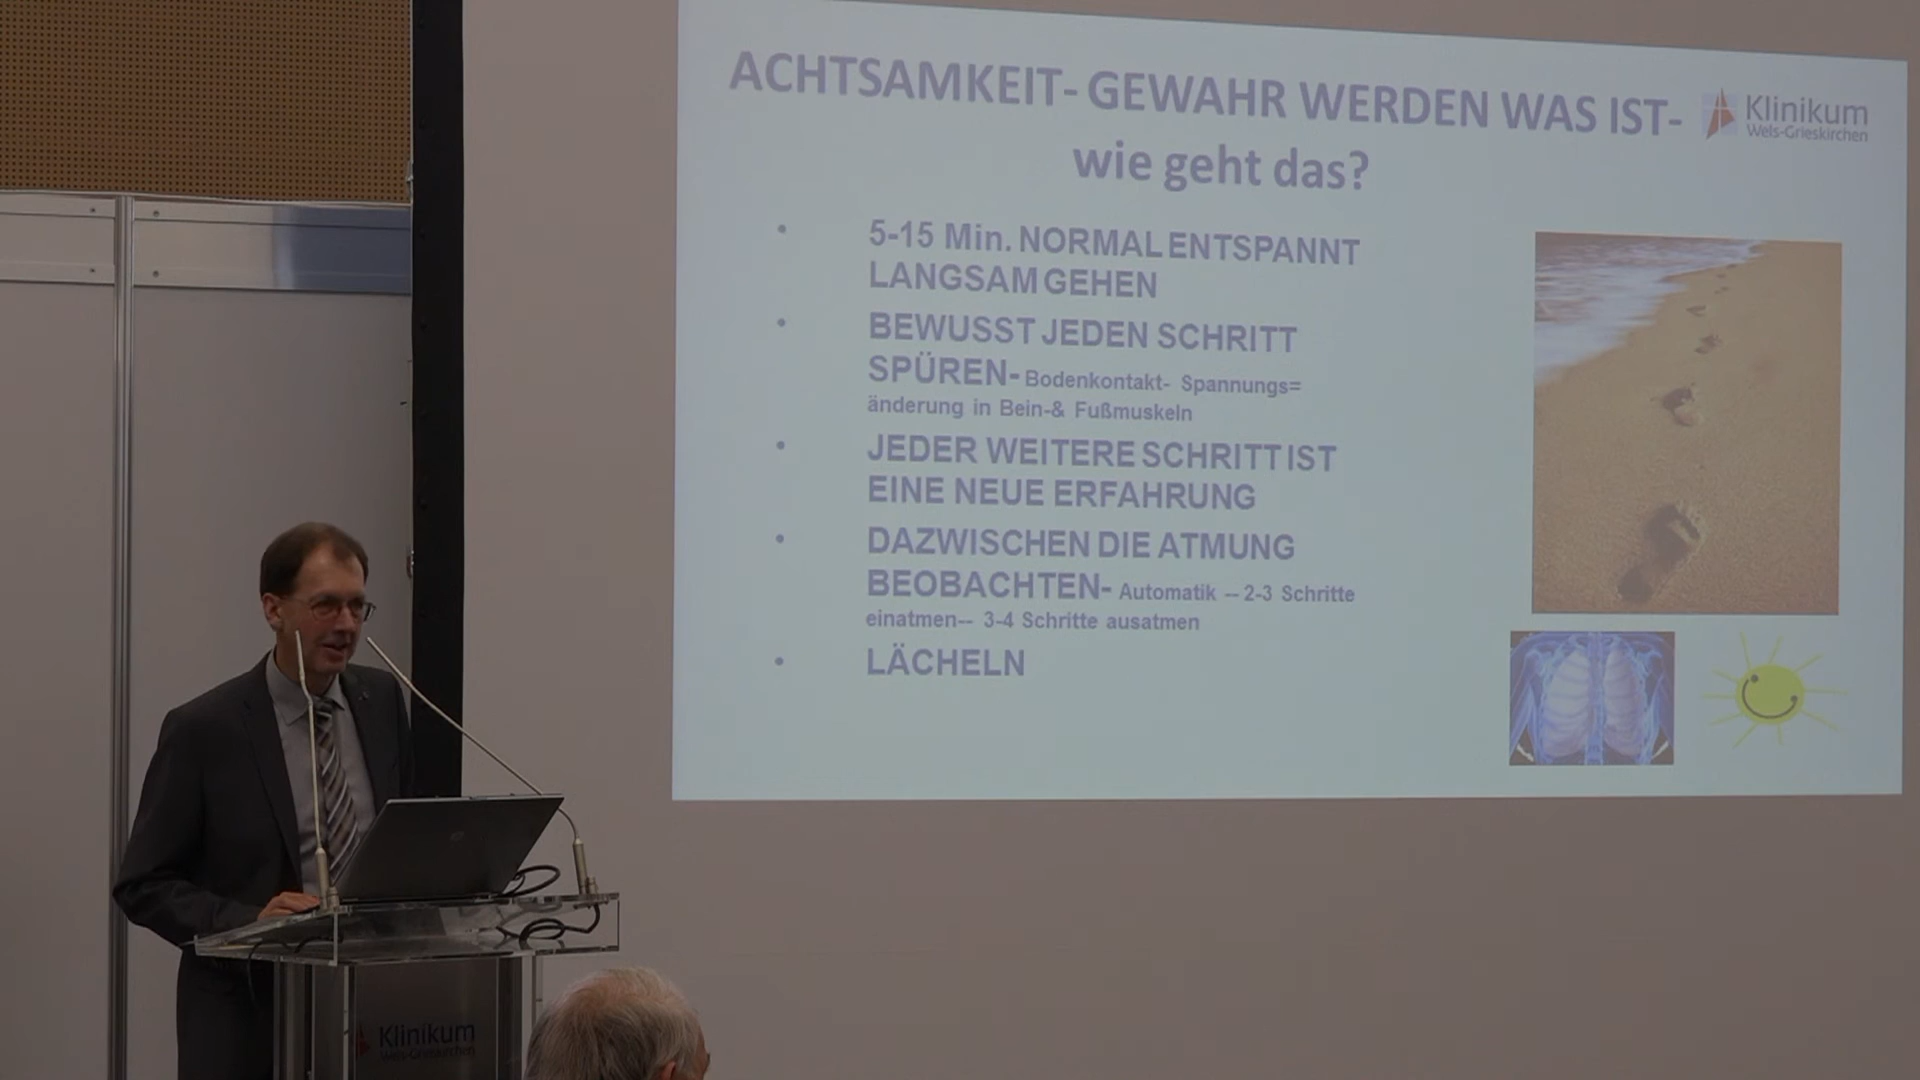 ACHTSAMKEIT- GEWAHR WERDEN WAS IST-
wie geht das?
Klinikum
Wels-Grieskirchen
• 5-15 Min. NORMAL ENTSPANNT
LANGSAM GEHEN
• BEWUSST JEDEN SCHRITT
SPÜREN- Bodenkontakt- Spannungs=
änderung in Bein-& Fußmuskeln
• JEDER WEITERE SCHRITT IST
EINE NEUE ERFAHRUNG
• DAZWISCHEN DIE ATMUNG
BEOBACHTEN- Automatik – 2-3 Schritte
einatmen-- 3-4 Schritte ausatmen
• LÄCHELN
Klinikum
Wels-Grieskirchen